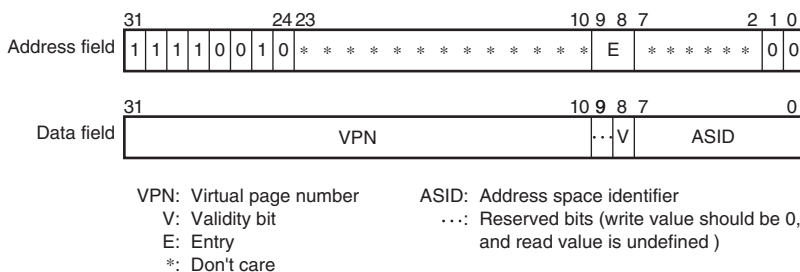 31 24 23 10 9 8 7 2 1 0
Address field 1 1 1 1 0 0 1 0 * * * * * * * * * * * * * E * * * * * * 0 0
31 10 9 8 7 0
Data field VPN ··· V ASID
VPN: Virtual page number ASID: Address space identifier
V: Validity bit ···: Reserved bits (write value should be 0,
E: Entry and read value is undefined )
*: Don't care